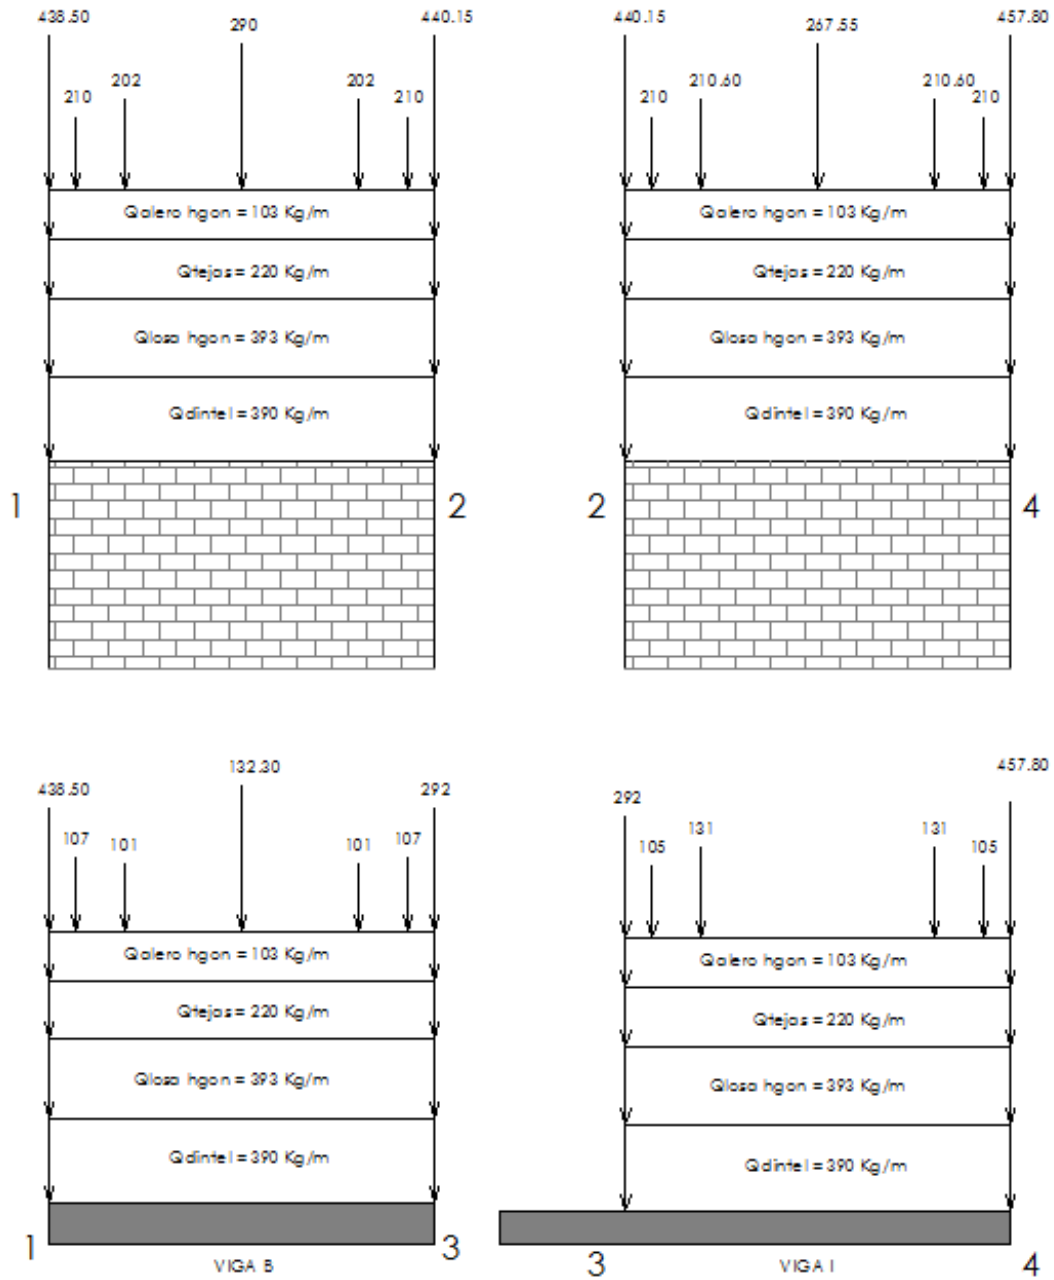 438.50
290
440.15
202
202
210
210
Qalero hgon = 103 Kg/m
Qtejas = 220 Kg/m
Qlosa hgon = 393 Kg/m
Qdintel = 390 Kg/m
1
2
440.15
267.55
457.80
210.60
210.60
210
210
Qalero hgon = 103 Kg/m
Qtejas = 220 Kg/m
Qlosa hgon = 393 Kg/m
Qdintel = 390 Kg/m
2
4
132.30
438.50
292
107
101
101
107
Qalero hgon = 103 Kg/m
Qtejas = 220 Kg/m
Qlosa hgon = 393 Kg/m
Qdintel = 390 Kg/m
1
3
VIGA B
457.80
292
131
131
105
105
Qalero hgon = 103 Kg/m
Qtejas = 220 Kg/m
Qlosa hgon = 393 Kg/m
Qdintel = 390 Kg/m
3
VIGA I
4